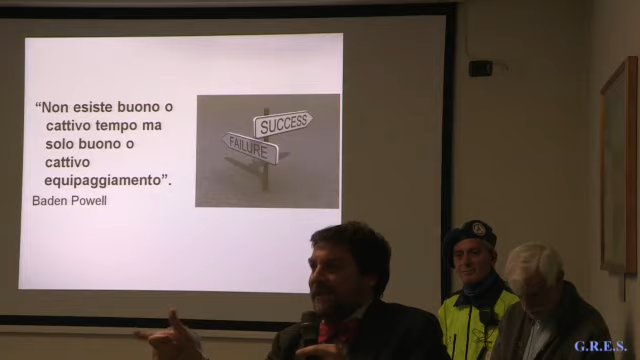 “Non esiste buono o
cattivo tempo ma
solo buono o
cattivo
equipaggiamento”.
Baden Powell
SUCCESS
FAILURE
G.R.E.S.